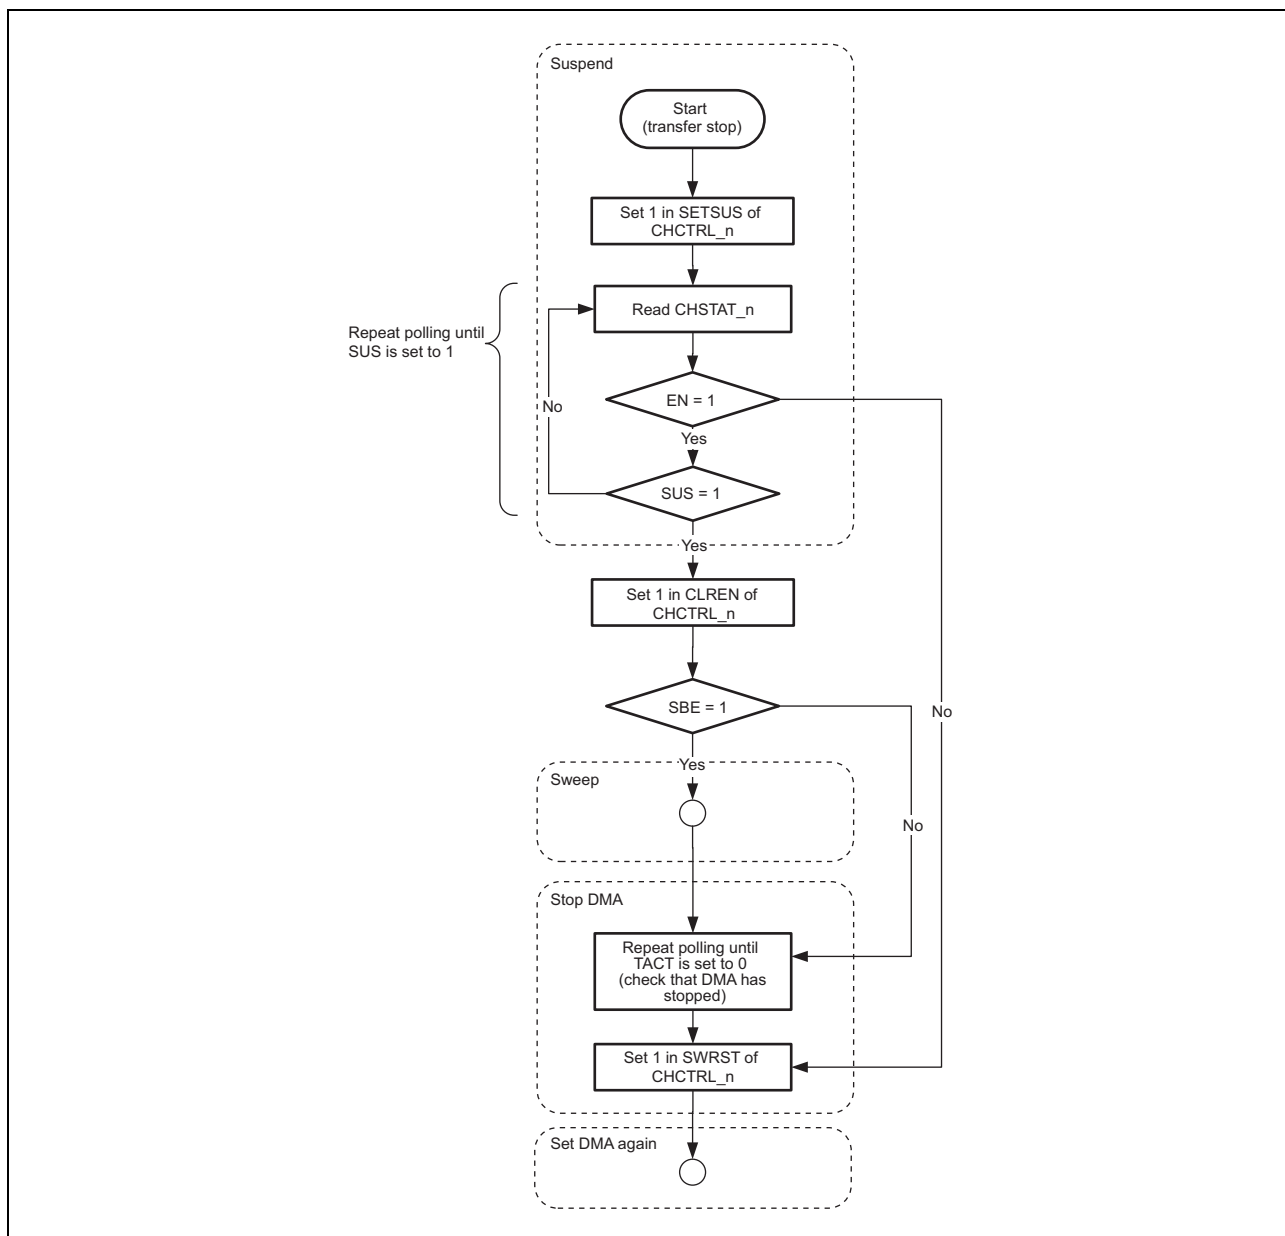 Suspend
Start
(transfer stop)
Set 1 in SETSUS of
CHCTRL_n
Read CHSTAT_n
Repeat polling until
SUS is set to 1
EN = 1
No
Yes
SUS = 1
Yes
Set 1 in CLREN of
CHCTRL_n
SBE = 1
No
Yes
Sweep
No
Stop DMA
Repeat polling until
TACT is set to 0
(check that DMA has
stopped)
Set 1 in SWRST of
CHCTRL_n
Set DMA again